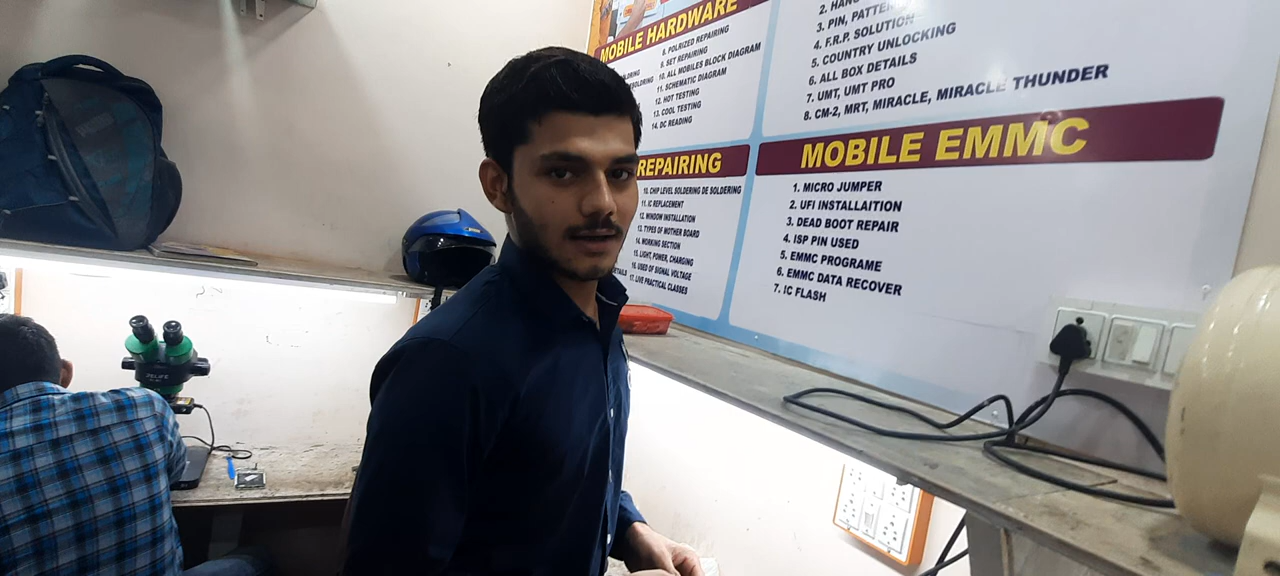 MOBILE HARDWARE
8. POLRIZED REPAIRING
9. SET REPAIRING
10. ALL MOBILES BLOCK DIAGRAM
11. SCHEMATIC DIAGRAM
12. HOT TESTING
13. COOL TESTING
14. DC READING
2.
3. PIN,
4. F.R.P. SOLUTION
5. COUNTRY UNLOCKING
6. ALL BOX DETAILS
7. UMT, UMT PRO
8. CM-2, MRT, MIRACLE, MIRACLE THUNDER
REPAIRING
10. CHIP LEVEL SOLDERING DE SOLDERING
11. IC REPLACEMENT
12. WINDOW INSTALLATION
13. TYPES OF MOTHER BOARD
14. WORKING SECTION
15. LIGHT, POWER, CHARGING
16. USED OF SIGNAL VOLTAGE
17. LIVE PRACTICAL CLASSES
MOBILE EMMC
1. MICRO JUMPER
2. UFI INSTALLAITION
3. DEAD BOOT REPAIR
4. ISP PIN USED
5. EMMC PROGRAME
6. EMMC DATA RECOVER
7. IC FLASH
RELIFE